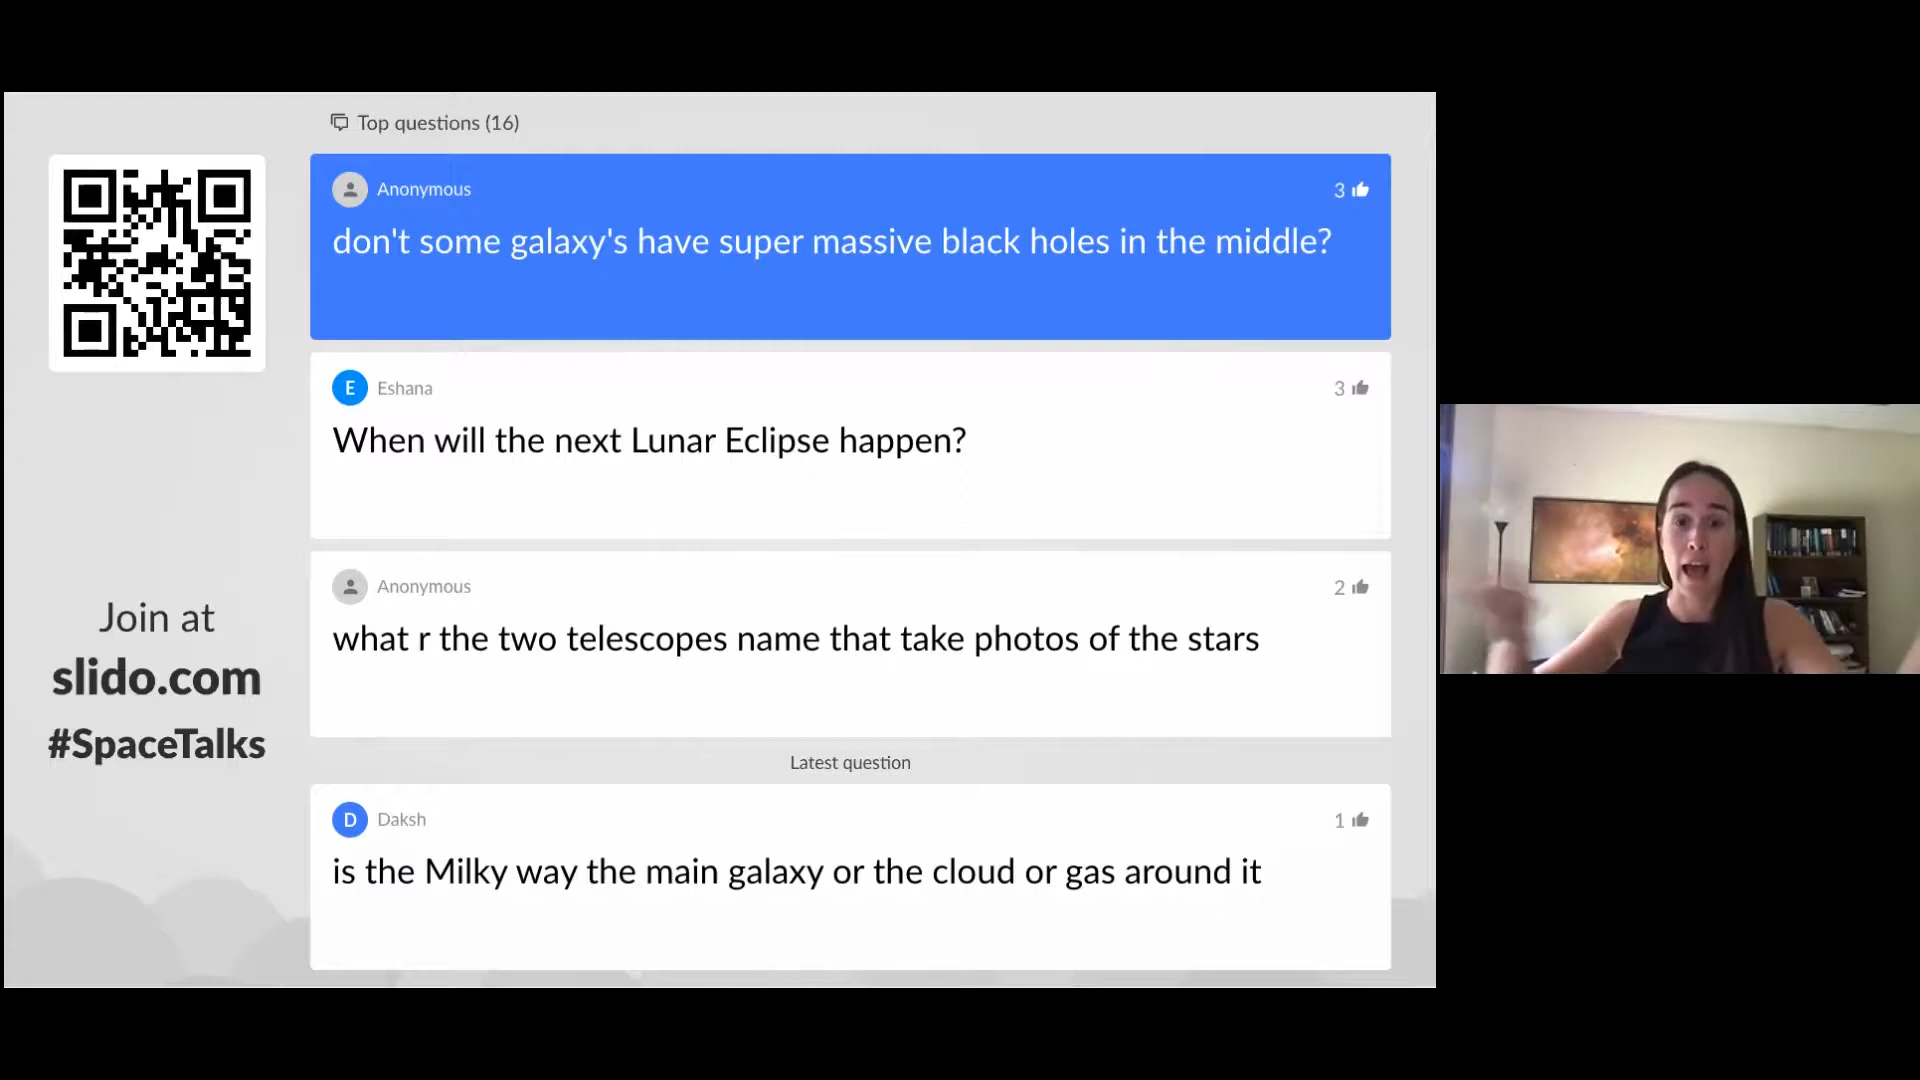 Top questions (16)
Anonymous
3
don't some galaxy's have super massive black holes in the middle?
E
Eshana
3
When will the next Lunar Eclipse happen?
Anonymous
2
what r the two telescopes name that take photos of the stars
Join at
slido.com
#SpaceTalks
Latest question
D
Daksh
1
is the Milky way the main galaxy or the cloud or gas around it